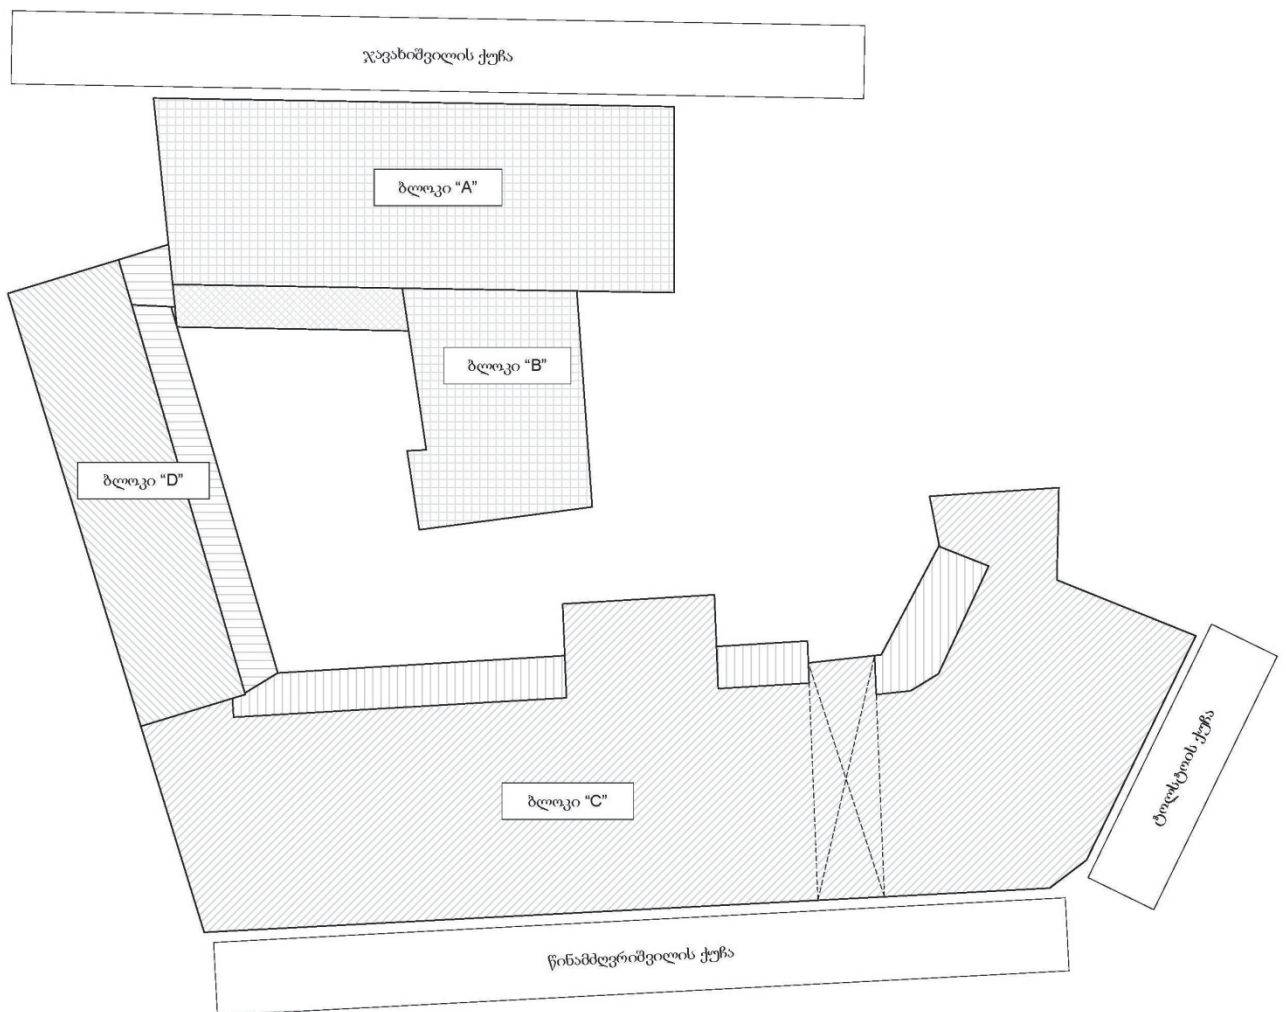 ჯავახიშვილის ქუჩა
ბლოკი “A”
ბლოკი “B”
ბლოკი “D”
ბლოკი “C”
ტოლსტოის ქუჩა
წინამძღვრიშვილის ქუჩა